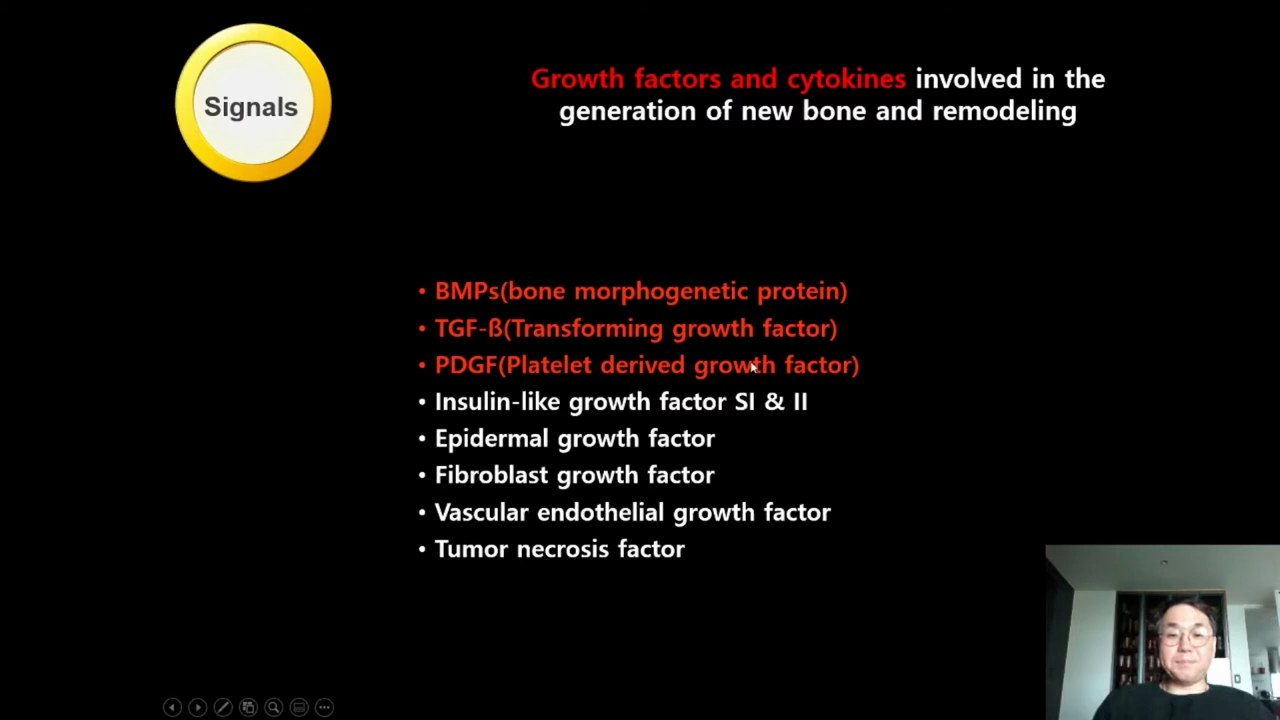 Signals
Growth factors and cytokines involved in the
generation of new bone and remodeling
• BMPs(bone morphogenetic protein)
• TGF-ß(Transforming growth factor)
• PDGF(Platelet derived growth factor)
• Insulin-like growth factor SI & II
• Epidermal growth factor
• Fibroblast growth factor
• Vascular endothelial growth factor
• Tumor necrosis factor